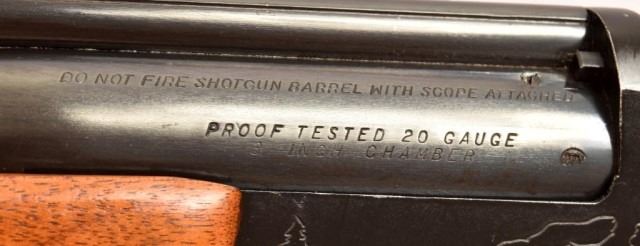 DO NOT FIRE SHOTGUN BARREL WITH SCOPE ATTACHED
PROOF TESTED 20 GAUGE
3 INCH CHAMBER